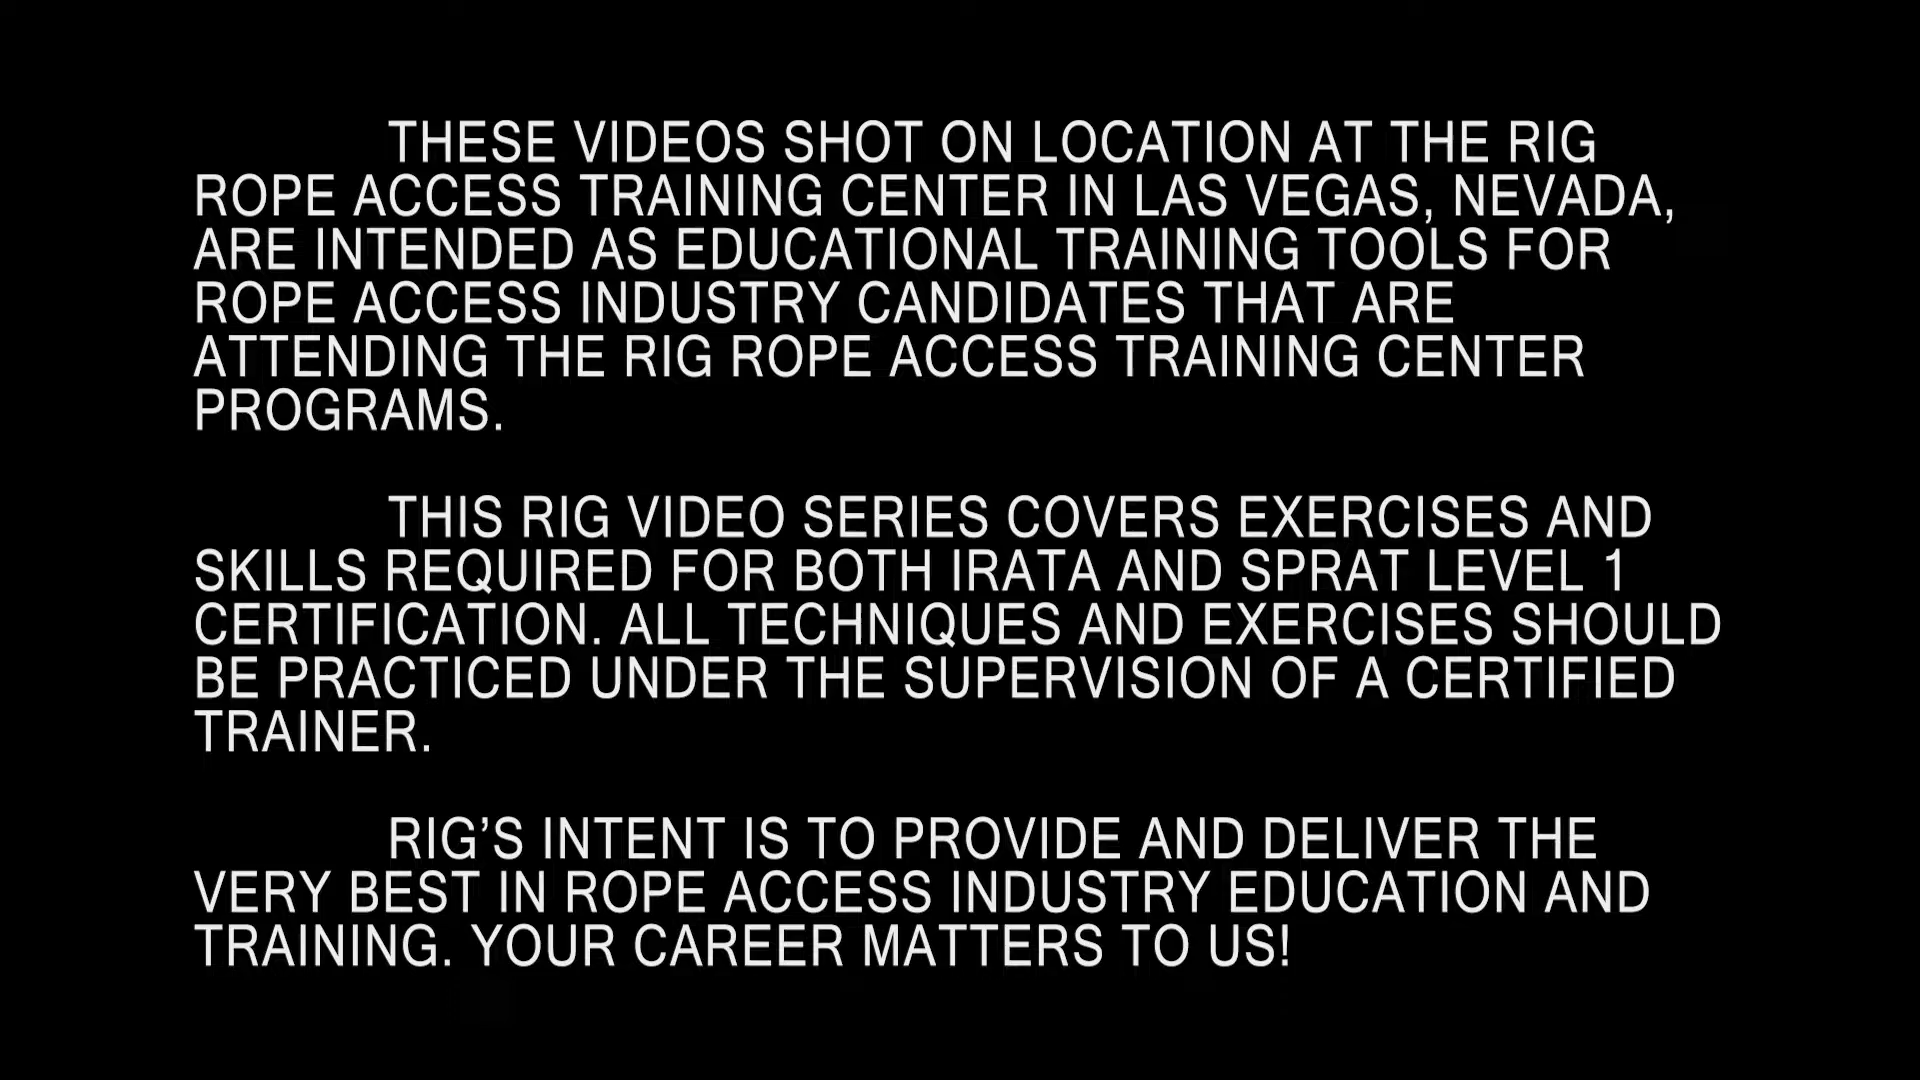 THESE VIDEOS SHOT ON LOCATION AT THE RIG
ROPE ACCESS TRAINING CENTER IN LAS VEGAS, NEVADA,
ARE INTENDED AS EDUCATIONAL TRAINING TOOLS FOR
ROPE ACCESS INDUSTRY CANDIDATES THAT ARE
ATTENDING THE RIG ROPE ACCESS TRAINING CENTER
PROGRAMS.
THIS RIG VIDEO SERIES COVERS EXERCISES AND
SKILLS REQUIRED FOR BOTH IRATA AND SPRAT LEVEL 1
CERTIFICATION. ALL TECHNIQUES AND EXERCISES SHOULD
BE PRACTICED UNDER THE SUPERVISION OF A CERTIFIED
TRAINER.
RIG’S INTENT IS TO PROVIDE AND DELIVER THE
VERY BEST IN ROPE ACCESS INDUSTRY EDUCATION AND
TRAINING. YOUR CAREER MATTERS TO US!